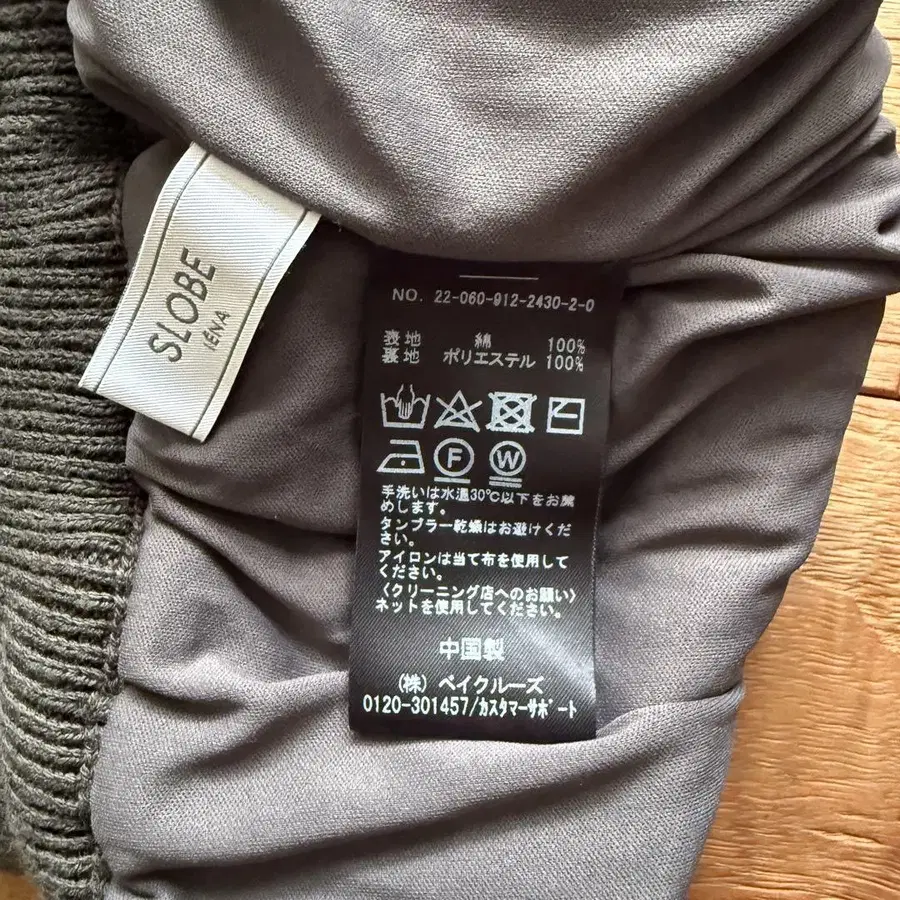 SLOBE
IÉNA
NO. 22-060-912-2430-2-0
表地 綿 100%
裏地 ポリエステル 100%
F W
手洗いは水温30℃以下をお薦
めします。
タンブラー乾燥はお避けくだ
さい。
アイロンは当て布を使用して
ください。
〈クリーニング店へのお願い〉
ネットを使用してください。
中国製
(株) ベイクルーズ
0120-301457/カスタマーサポート